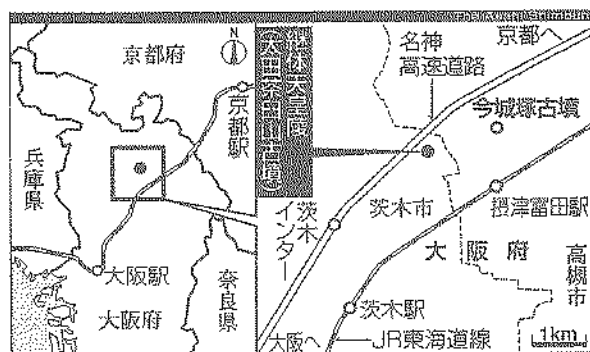 京都府
N
京都駅
兵庫県
大阪駅
大阪府
奈良県
継体天皇陵
(太田茶臼山古墳)
名神
高速道路
京都へ
今城塚古墳
茨木
インター
茨木市
摂津富田駅
大阪府
高槻市
茨木駅
大阪へ
JR東海道線
1km